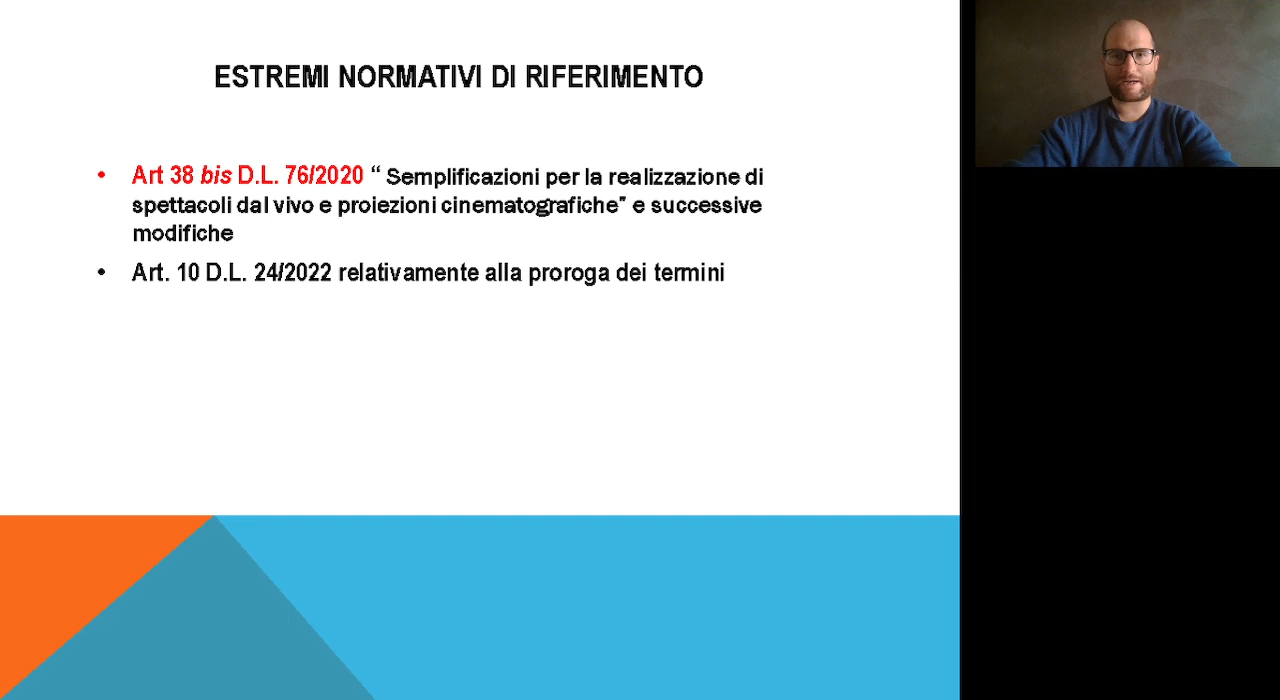 ESTREMI NORMATIVI DI RIFERIMENTO
• Art 38 bis D.L. 76/2020 “ Semplificazioni per la realizzazione di
spettacoli dal vivo e proiezioni cinematografiche” e successive
modifiche
• Art. 10 D.L. 24/2022 relativamente alla proroga dei termini